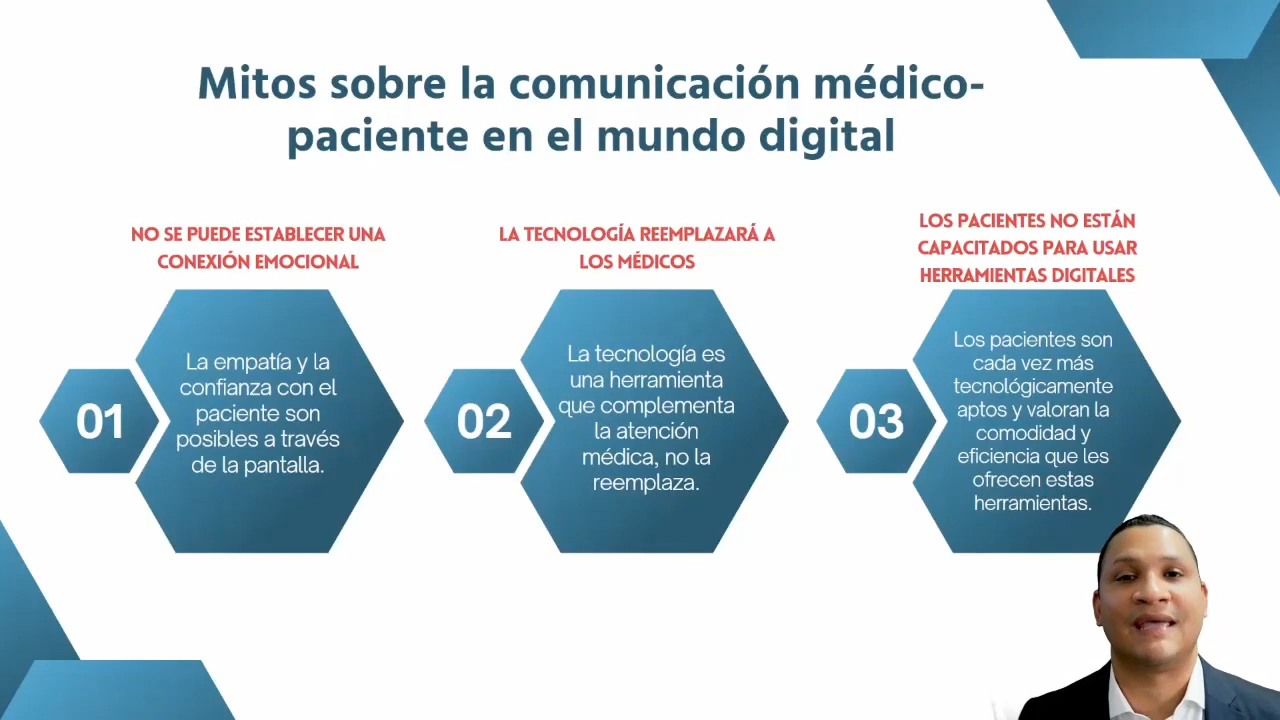 Mitos sobre la comunicación médico-
paciente en el mundo digital
NO SE PUEDE ESTABLECER UNA
CONEXIÓN EMOCIONAL
01
La empatía y la
confianza con el
paciente son
posibles a través
de la pantalla.
LA TECNOLOGÍA REEMPLAZARÁ A
LOS MÉDICOS
02
La tecnología es
una herramienta
que complementa
la atención
médica, no la
reemplaza.
LOS PACIENTES NO ESTÁN
CAPACITADOS PARA USAR
HERRAMIENTAS DIGITALES
03
Los pacientes son
cada vez más
tecnológicamente
aptos y valoran la
comodidad y
eficiencia que les
ofrecen estas
herramientas.